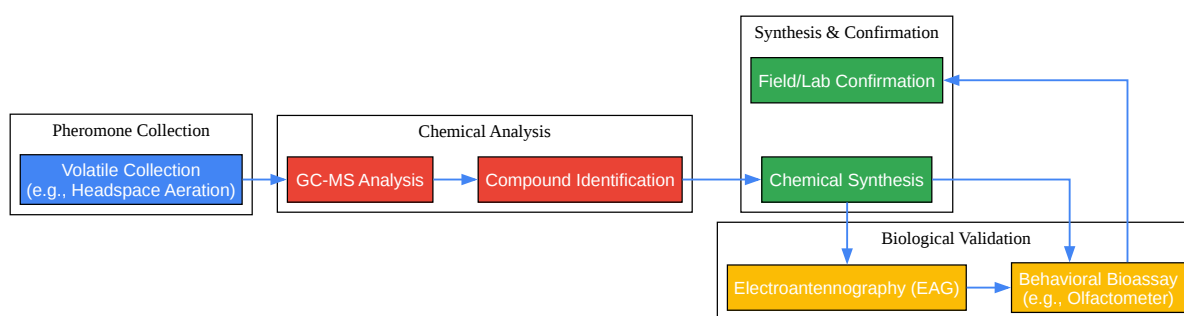 Pheromone Collection
Volatile Collection
(e.g., Headspace Aeration)
Chemical Analysis
GC-MS Analysis
Compound Identification
Synthesis & Confirmation
Field/Lab Confirmation
Chemical Synthesis
Biological Validation
Electroantennography (EAG)
Behavioral Bioassay
(e.g., Olfactometer)